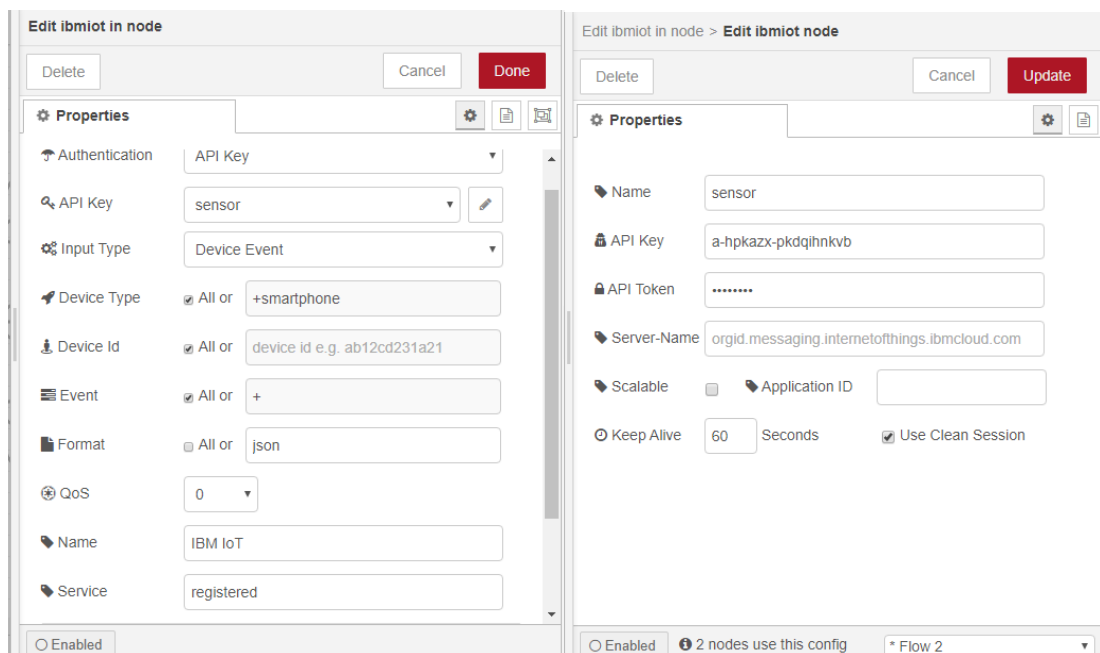 Edit ibmiot in node
Delete Cancel Done
Properties
Authentication API Key
API Key sensor
Input Type Device Event
Device Type All or +smartphone
Device Id All or device id e.g. ab12cd231a21
Event All or +
Format All or json
QoS 0
Name IBM IoT
Service registered
Enabled
Edit ibmiot in node > Edit ibmiot node
Delete Cancel Update
Properties
Name sensor
API Key a-hpkazx-pkdqihnkvb
API Token ••••••••
Server-Name orgid.messaging.internetofthings.ibmcloud.com
Scalable Application ID
Keep Alive 60 Seconds Use Clean Session
Enabled 2 nodes use this config * Flow 2